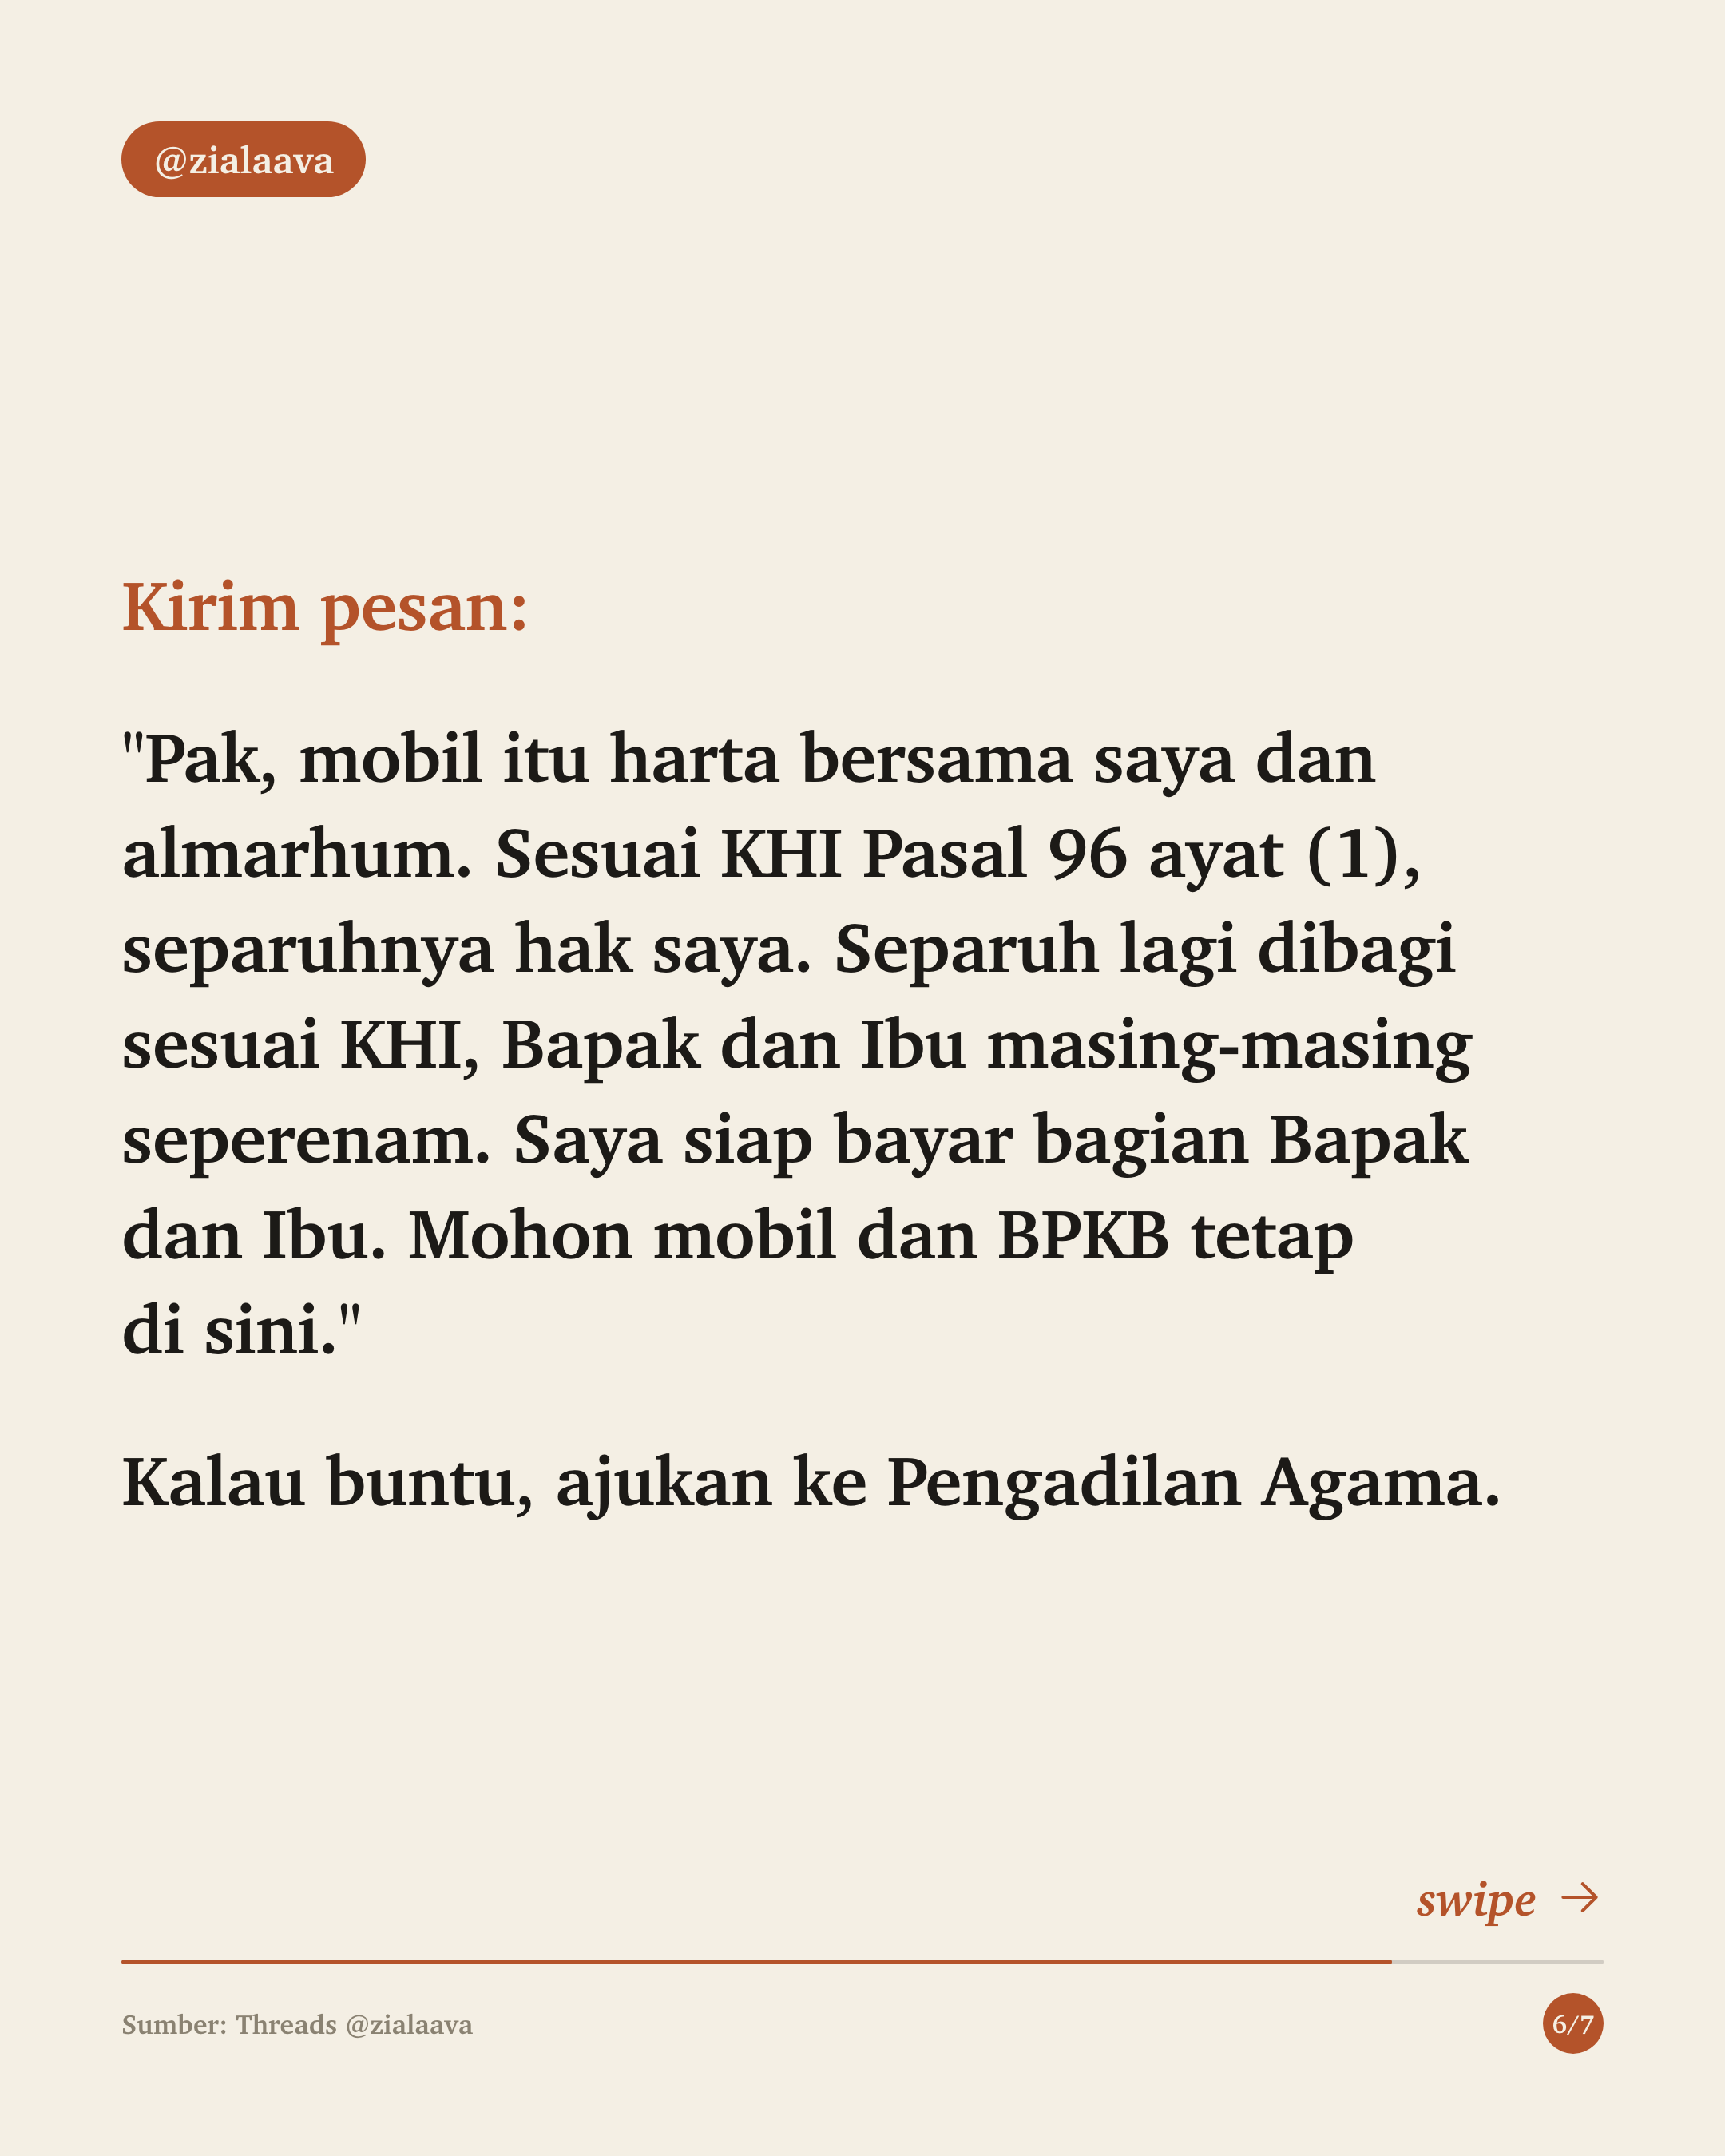 @zialaava
Kirim pesan:
"Pak, mobil itu harta bersama saya dan
almarhum. Sesuai KHI Pasal 96 ayat (1),
separuhnya hak saya. Separuh lagi dibagi
sesuai KHI, Bapak dan Ibu masing-masing
seperenam. Saya siap bayar bagian Bapak
dan Ibu. Mohon mobil dan BPKB tetap
di sini."
Kalau buntu, ajukan ke Pengadilan Agama.
swipe →
Sumber: Threads @zialaava
6/7